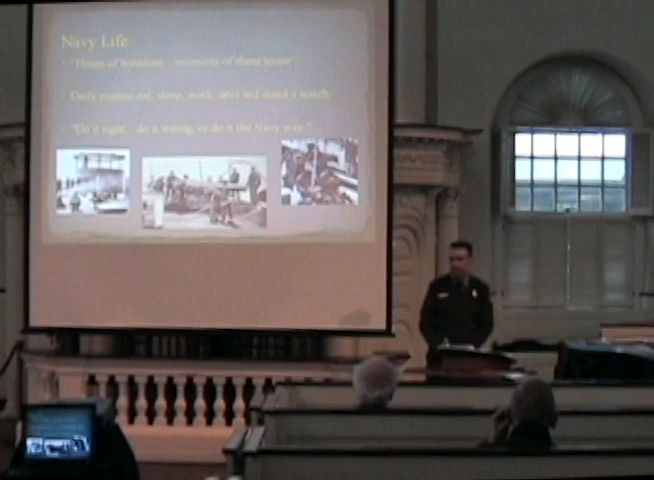 Navy Life
"Hours of boredom... moments of sheer terror".
Daily routine: eat, sleep, work, drill and stand a watch.
"Do it right... do it wrong, or do it the Navy way."